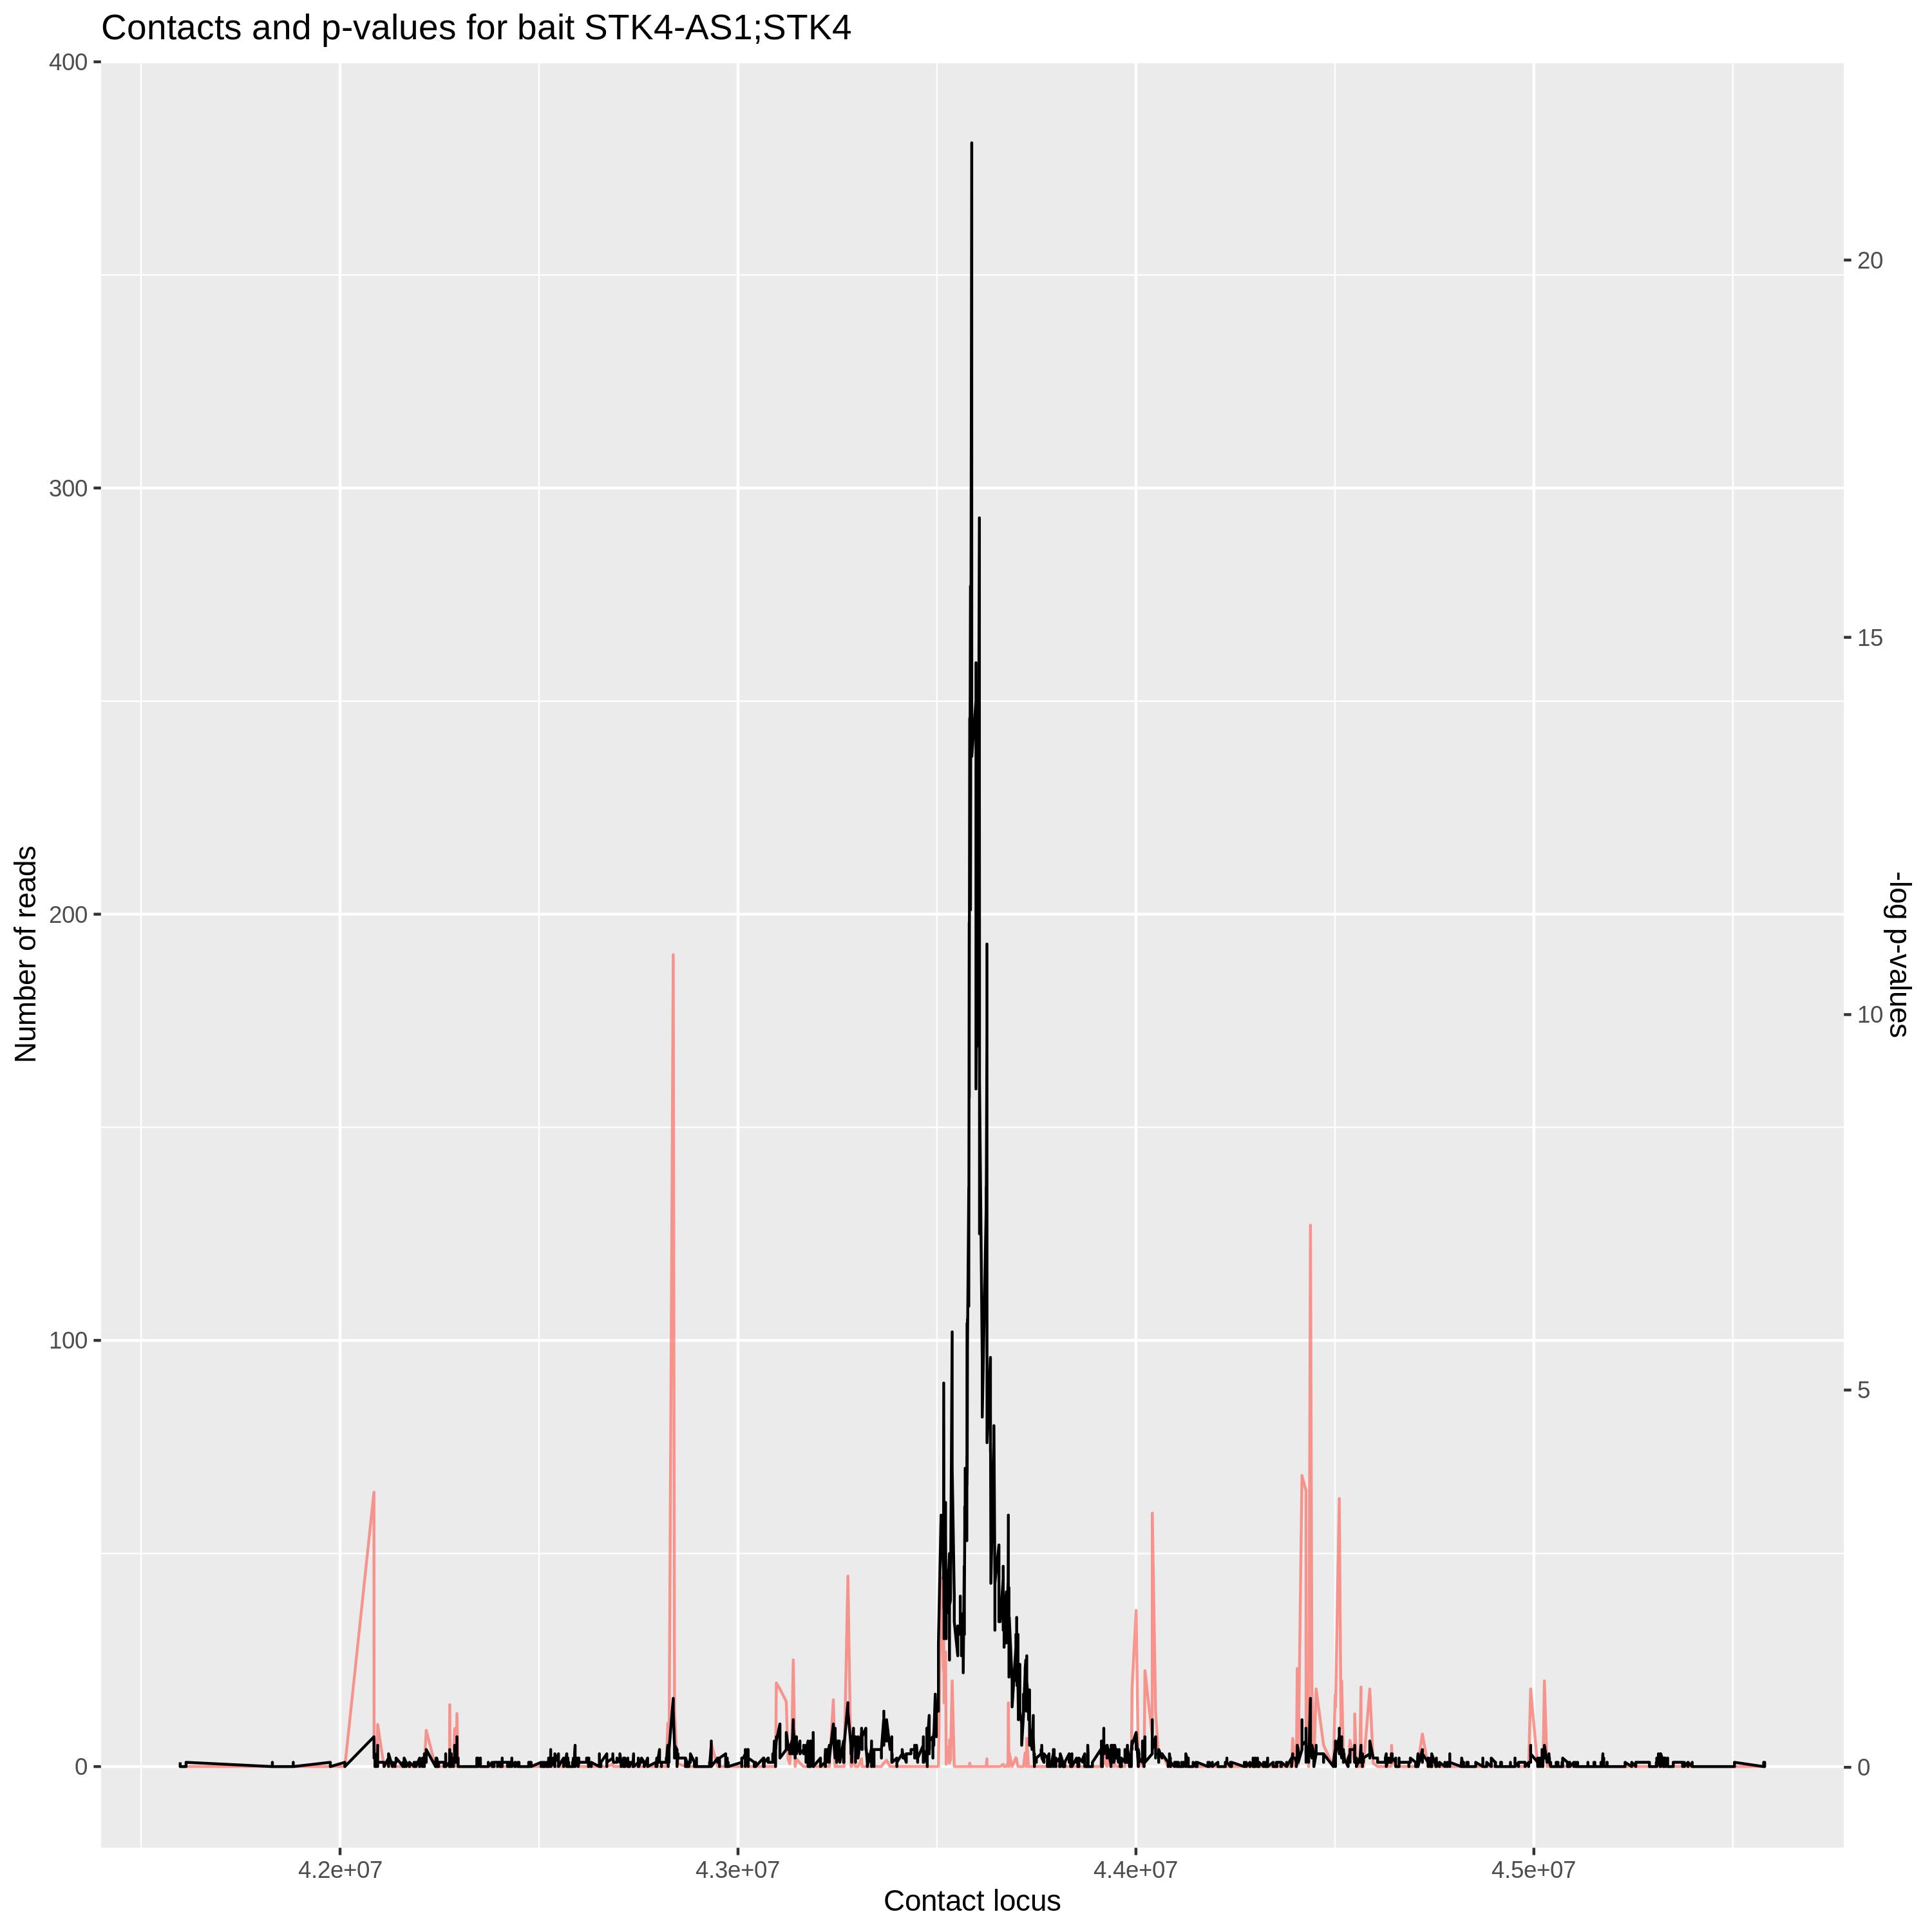 Contacts and p-values for bait STK4-AS1;STK4
400
300
200
100
0
Number of reads
20
15
10
5
0
-log p-values
4.2e+07
4.3e+07
4.4e+07
4.5e+07
Contact locus